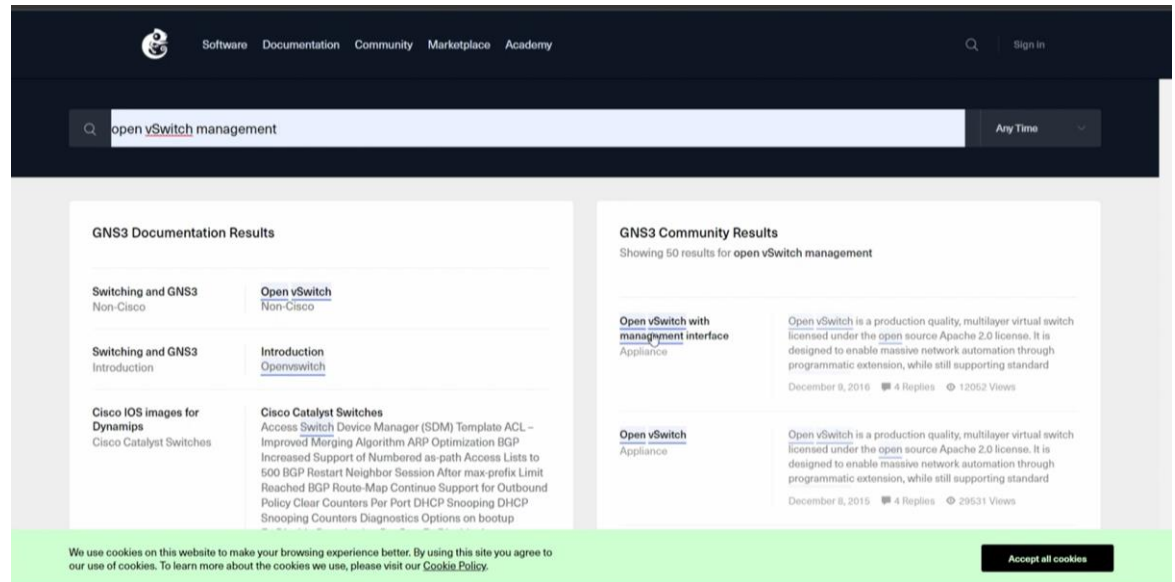 Software Documentation Community Marketplace Academy
Sign in
open vSwitch management
Any Time
GNS3 Documentation Results
Switching and GNS3
Non-Cisco
Open vSwitch
Non-Cisco
Switching and GNS3
Introduction
Introduction
Openvswitch
Cisco IOS images for
Dynamips
Cisco Catalyst Switches
Cisco Catalyst Switches
Access Switch Device Manager (SDM) Template ACL –
Improved Merging Algorithm ARP Optimization BGP
Increased Support of Numbered as-path Access Lists to
500 BGP Restart Neighbor Session After max-prefix Limit
Reached BGP Route-Map Continue Support for Outbound
Policy Clear Counters Per Port DHCP Snooping DHCP
Snooping Counters Diagnostics Options on bootup
GNS3 Community Results
Showing 50 results for open vSwitch management
Open vSwitch with
management interface
Appliance
Open vSwitch is a production quality, multilayer virtual switch
licensed under the open source Apache 2.0 license. It is
designed to enable massive network automation through
programmatic extension, while still supporting standard
December 9, 2016 4 Replies 12052 Views
Open vSwitch
Appliance
Open vSwitch is a production quality, multilayer virtual switch
licensed under the open source Apache 2.0 license. It is
designed to enable massive network automation through
programmatic extension, while still supporting standard
December 8, 2015 4 Replies 29531 Views
We use cookies on this website to make your browsing experience better. By using this site you agree to
our use of cookies. To learn more about the cookies we use, please visit our Cookie Policy.
Accept all cookies